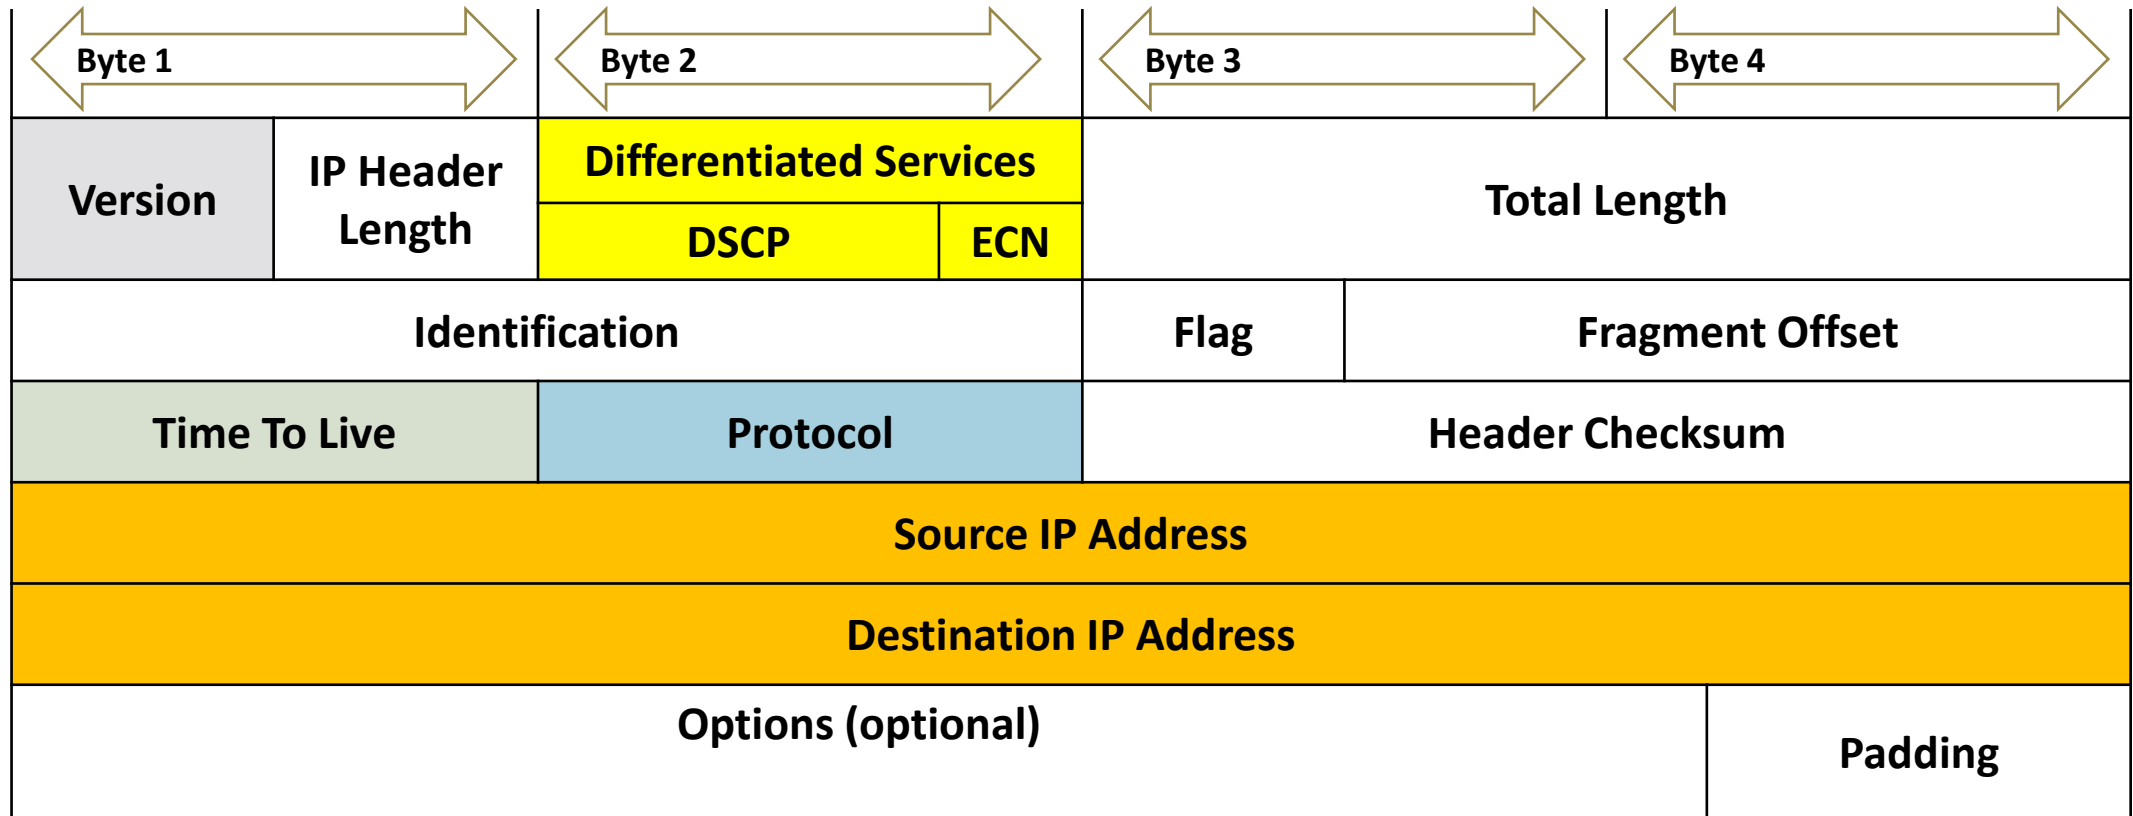 Byte 1
Byte 2
Byte 3
Byte 4
Version
IP Header
Length
Differentiated Services
DSCP
ECN
Total Length
Identification
Flag
Fragment Offset
Time To Live
Protocol
Header Checksum
Source IP Address
Destination IP Address
Options (optional)
Padding